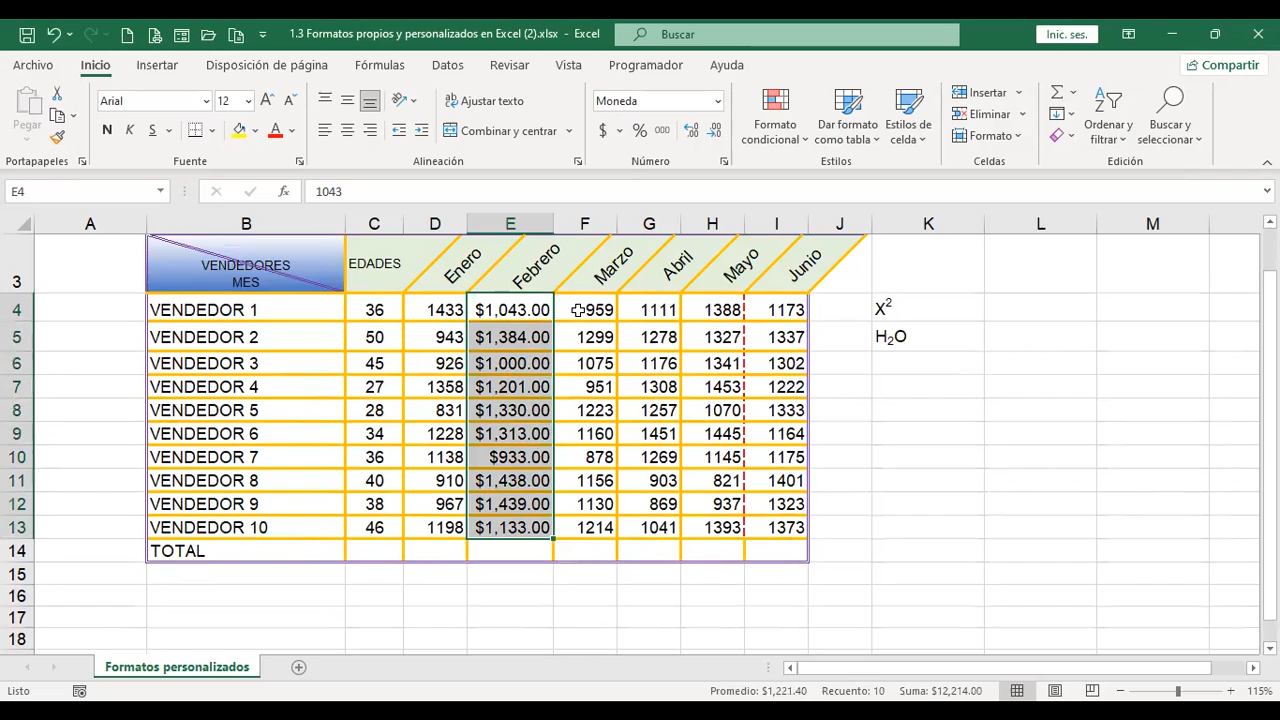 1.3 Formatos propios y personalizados en Excel (2).xlsx - Excel
Buscar
Inic. ses.
Archivo Inicio Insertar Disposición de página Fórmulas Datos Revisar Vista Programador Ayuda
Compartir
Pegar
Arial 12
N K S
Ajustar texto
Combinar y centrar
Moneda
$ % 000
Formato condicional
Dar formato como tabla
Estilos de celda
Insertar
Eliminar
Formato
Ordenar y filtrar
Buscar y seleccionar
Portapapeles Fuente Alineación Número Estilos Celdas Edición
E4 fx 1043
A B C D E F G H I J K L M
3 VENDEDORES MES EDADES Enero Febrero Marzo Abril Mayo Junio
4 VENDEDOR 1 36 1433 $1,043.00 959 1111 1388 1173 X²
5 VENDEDOR 2 50 943 $1,384.00 1299 1278 1327 1337 H₂O
6 VENDEDOR 3 45 926 $1,000.00 1075 1176 1341 1302
7 VENDEDOR 4 27 1358 $1,201.00 951 1308 1453 1222
8 VENDEDOR 5 28 831 $1,330.00 1223 1257 1070 1333
9 VENDEDOR 6 34 1228 $1,313.00 1160 1451 1445 1164
10 VENDEDOR 7 36 1138 $933.00 878 1269 1145 1175
11 VENDEDOR 8 40 910 $1,438.00 1156 903 821 1401
12 VENDEDOR 9 38 967 $1,439.00 1130 869 937 1323
13 VENDEDOR 10 46 1198 $1,133.00 1214 1041 1393 1373
14 TOTAL
15
16
17
18
Formatos personalizados
Listo Promedio: $1,221.40 Recuento: 10 Suma: $12,214.00 115%